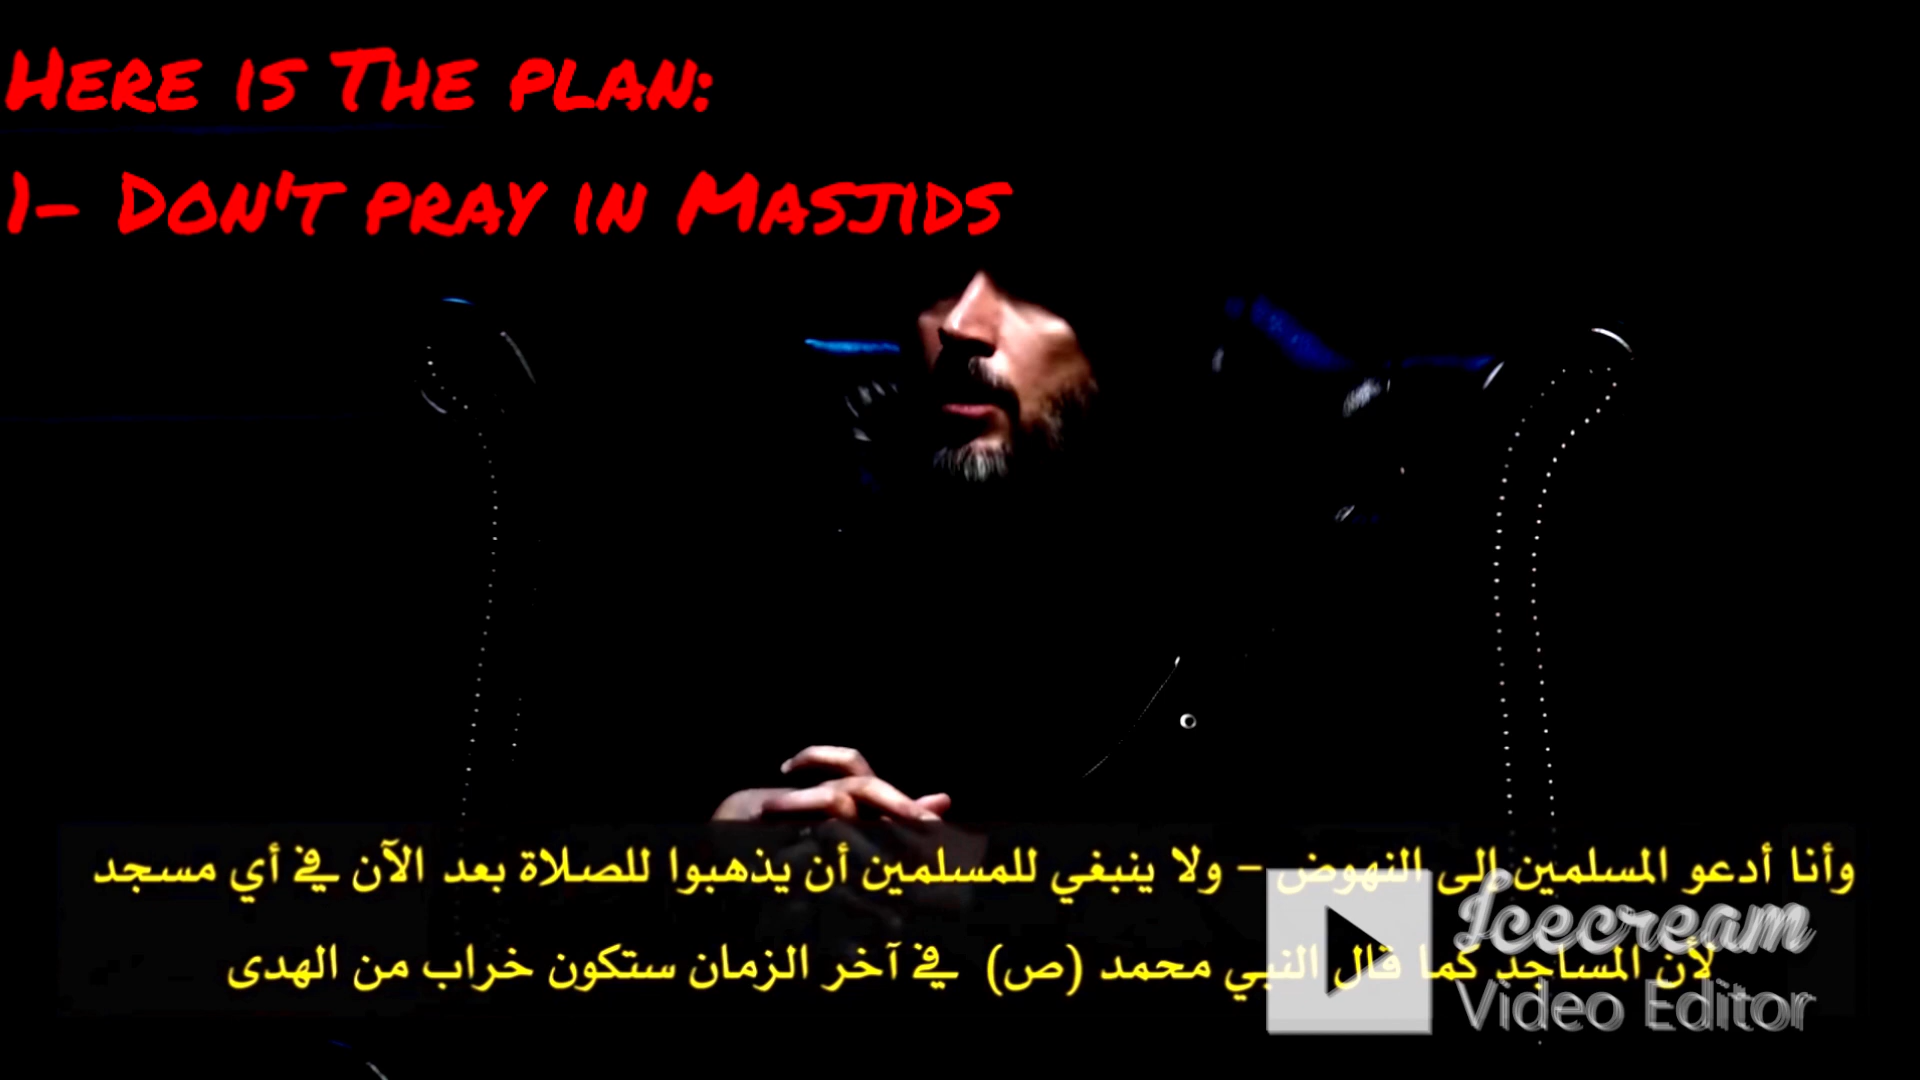 Here is The plan:
1- Don't pray in Masjids
وأنا أدعو المسلمين إلى النهوض - ولا ينبغي للمسلمين أن يذهبوا للصلاة بعد الآن في أي مسجد
لأن المساجد كما قال النبي محمد (ص) في آخر الزمان ستكون خراب من الهدى
Icecream
Video Editor